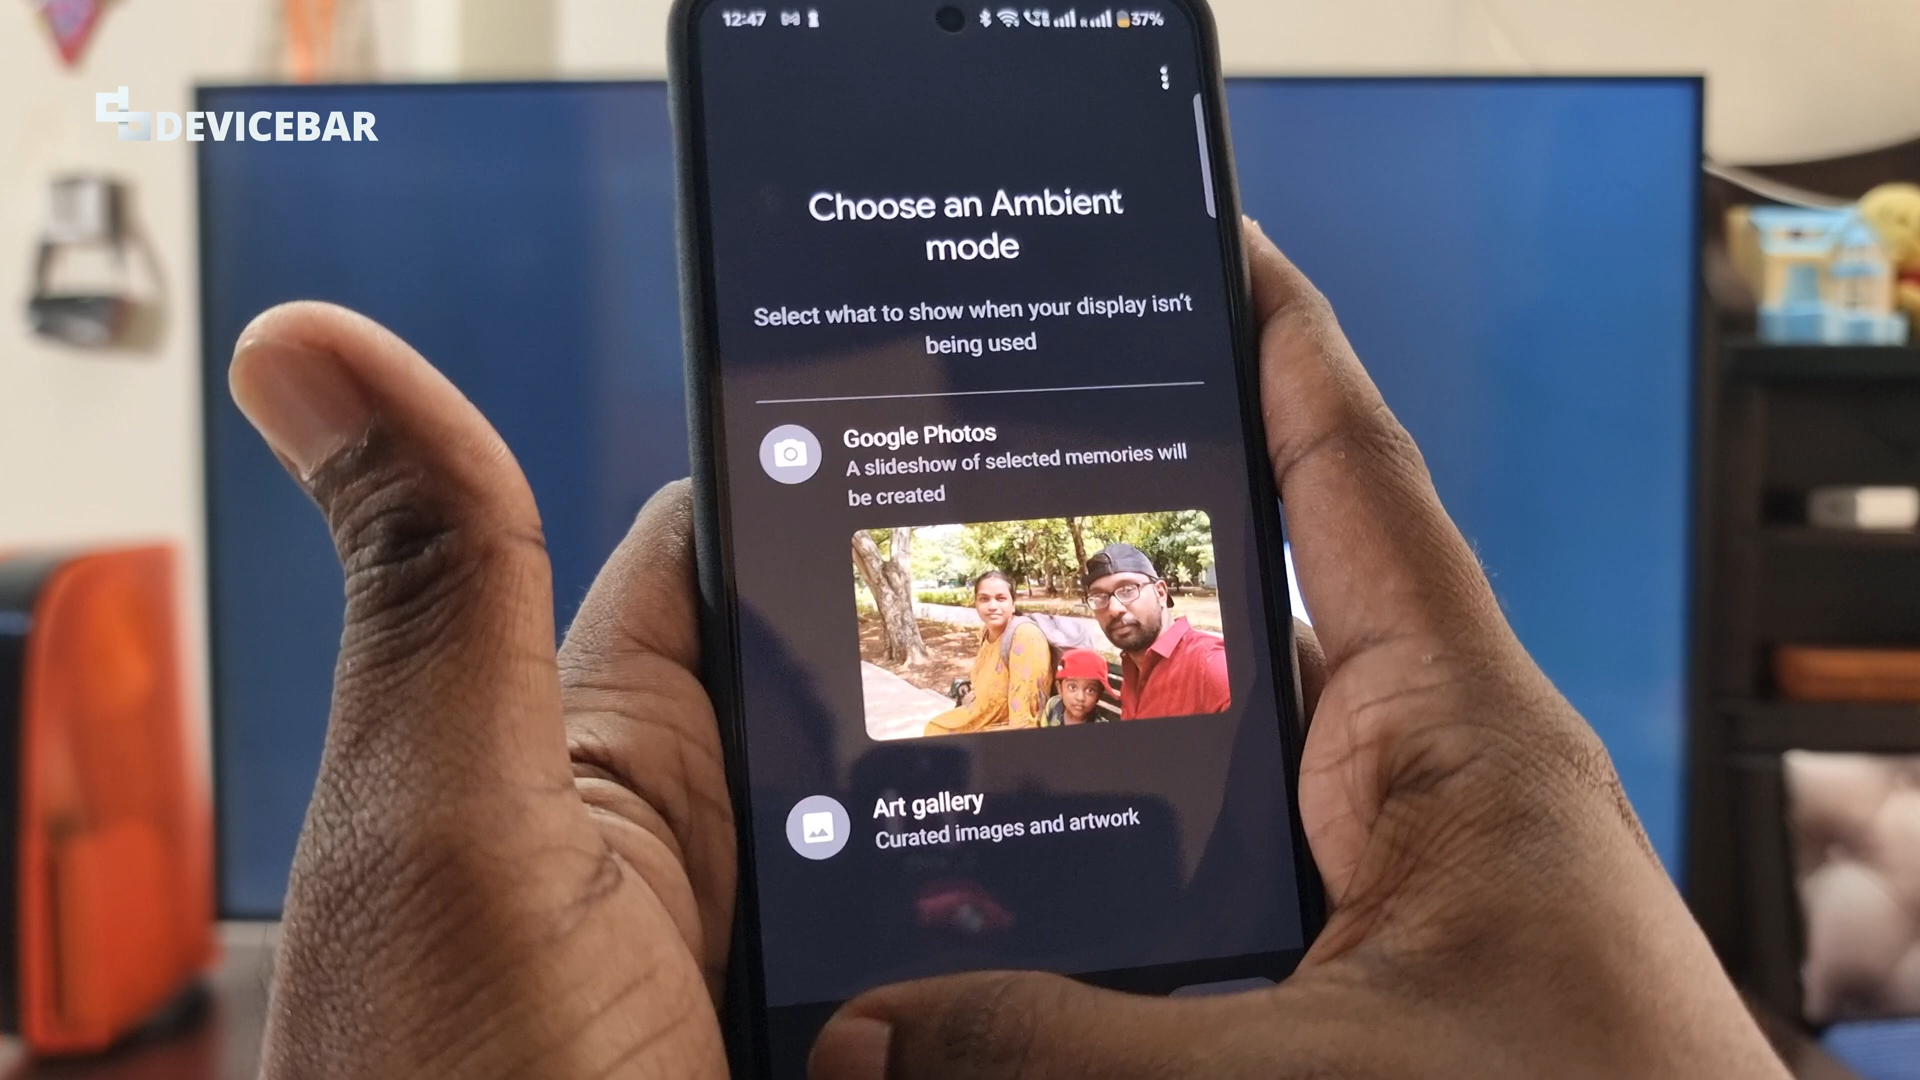 12:47
37%
DEVICEBAR
Choose an Ambient
mode
Select what to show when your display isn't
being used
Google Photos
A slideshow of selected memories will
be created
Art gallery
Curated images and artwork